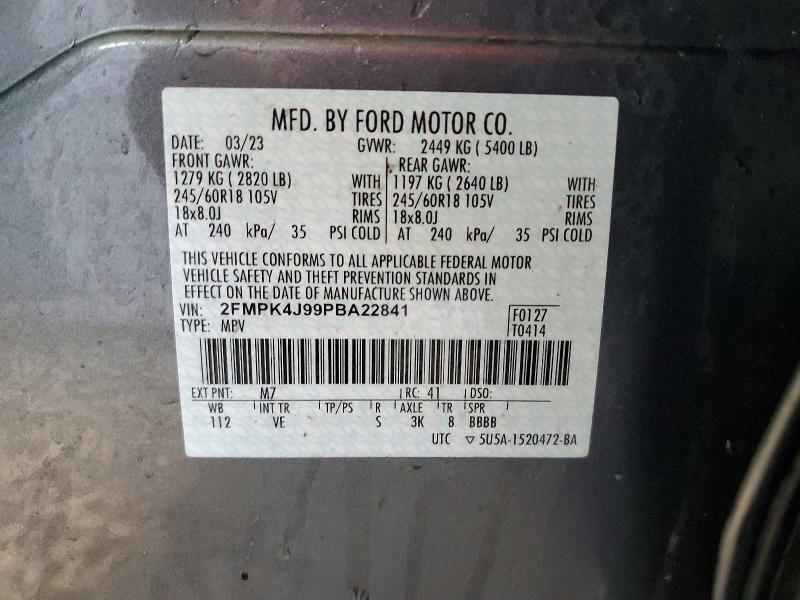 MFD. BY FORD MOTOR CO.
DATE: 03/23 GVWR: 2449 KG ( 5400 LB)
FRONT GAWR: REAR GAWR:
1279 KG ( 2820 LB) WITH 1197 KG ( 2640 LB) WITH
245/60R18 105V TIRES 245/60R18 105V TIRES
18x8.0J RIMS 18x8.0J RIMS
AT 240 kPa/ 35 PSI COLD AT 240 kPa/ 35 PSI COLD
THIS VEHICLE CONFORMS TO ALL APPLICABLE FEDERAL MOTOR
VEHICLE SAFETY AND THEFT PREVENTION STANDARDS IN
EFFECT ON THE DATE OF MANUFACTURE SHOWN ABOVE.
VIN: 2FMPK4J99PBA22841 F0127
TYPE: MPV T0414
EXT PNT: M7 RC: 41 DSO:
WB INT TR TP/PS R AXLE TR SPR
112 VE S 3K 8 BBBB
UTC ▽ 5U5A-1520472-BA